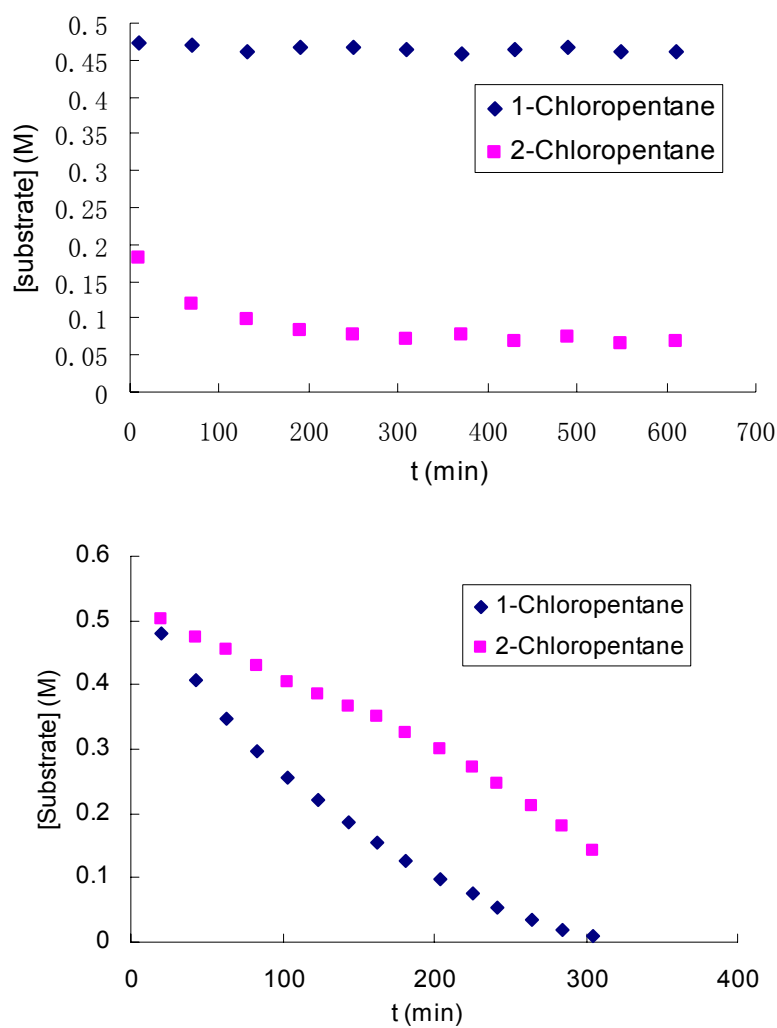 0.5
0.45
0.4
0.35
0.3
0.25
0.2
0.15
0.1
0.05
0
[substrate] (M)
1-Chloropentane
2-Chloropentane
0 100 200 300 400 500 600 700
t (min)
0.6
0.5
0.4
0.3
0.2
0.1
0
[Substrate] (M)
1-Chloropentane
2-Chloropentane
0 100 200 300 400
t (min)